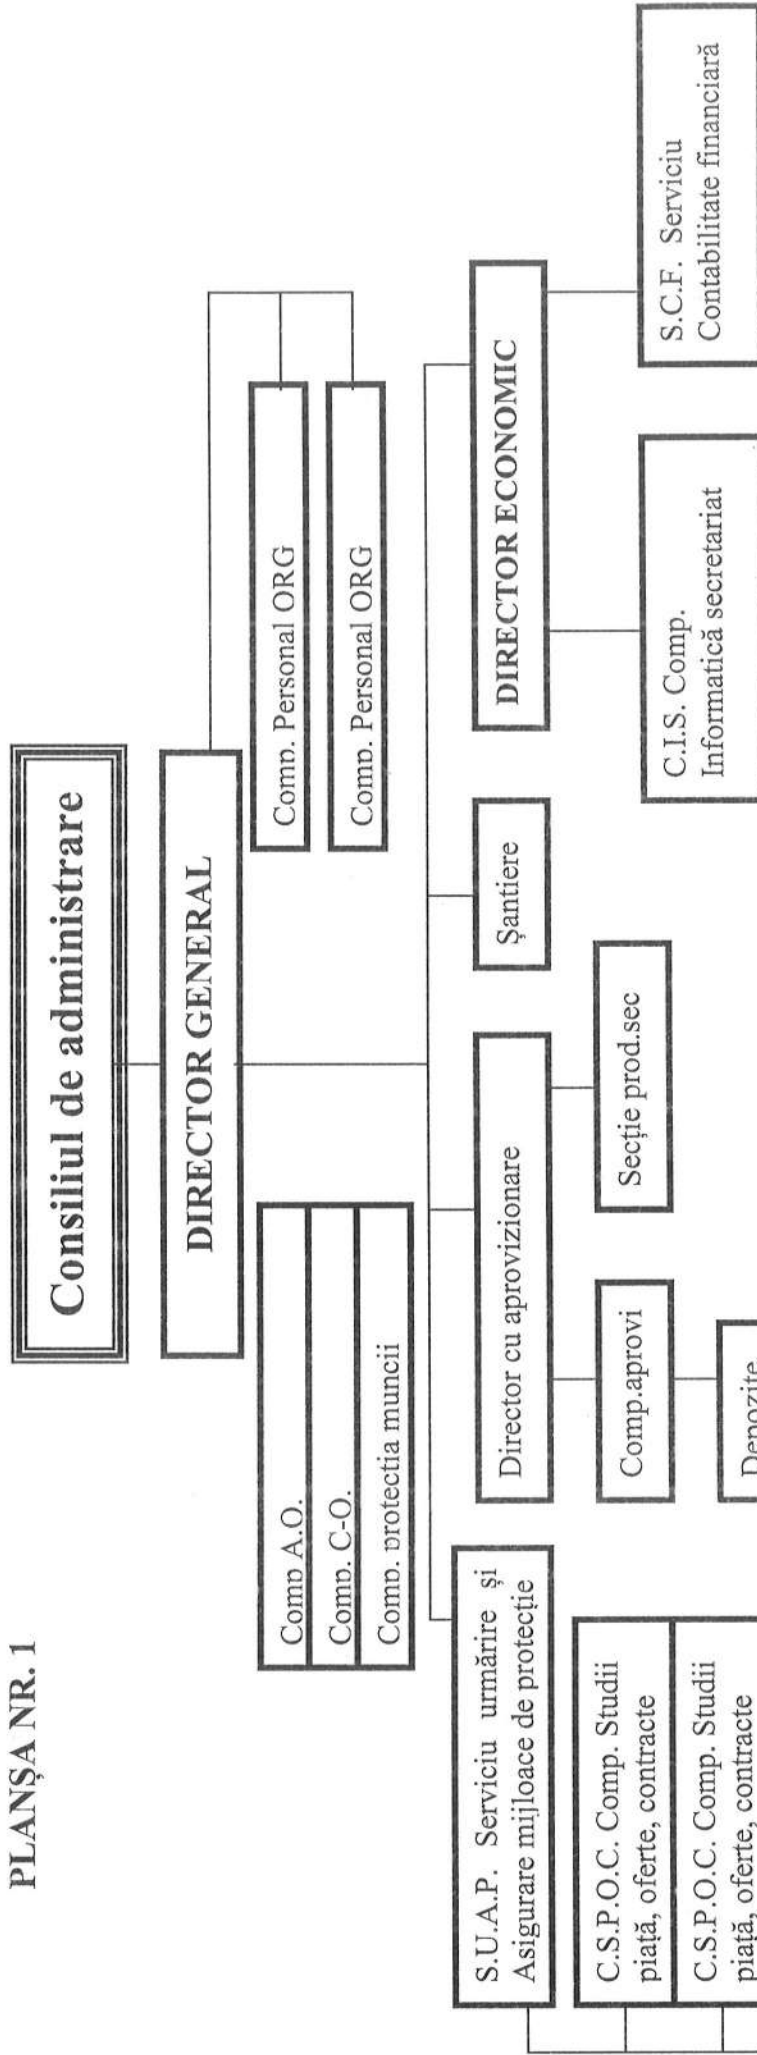 PLANȘA NR. 1
Consiliul de administrare
DIRECTOR GENERAL
Comp A.O.
Comp. C-O.
Comp. protectia muncii
Comp. Personal ORG
Comp. Personal ORG
S.U.A.P. Serviciu urmărire și
Asigurare mijloace de protecție
Director cu aprovizionare
Șantiere
DIRECTOR ECONOMIC
C.S.P.O.C. Comp. Studii
piață, oferte, contracte
C.S.P.O.C. Comp. Studii
piață, oferte, contracte
Comp.aprovi
Secție prod.sec
Depozite
C.I.S. Comp.
Informatică secretariat
S.C.F. Serviciu
Contabilitate financiară